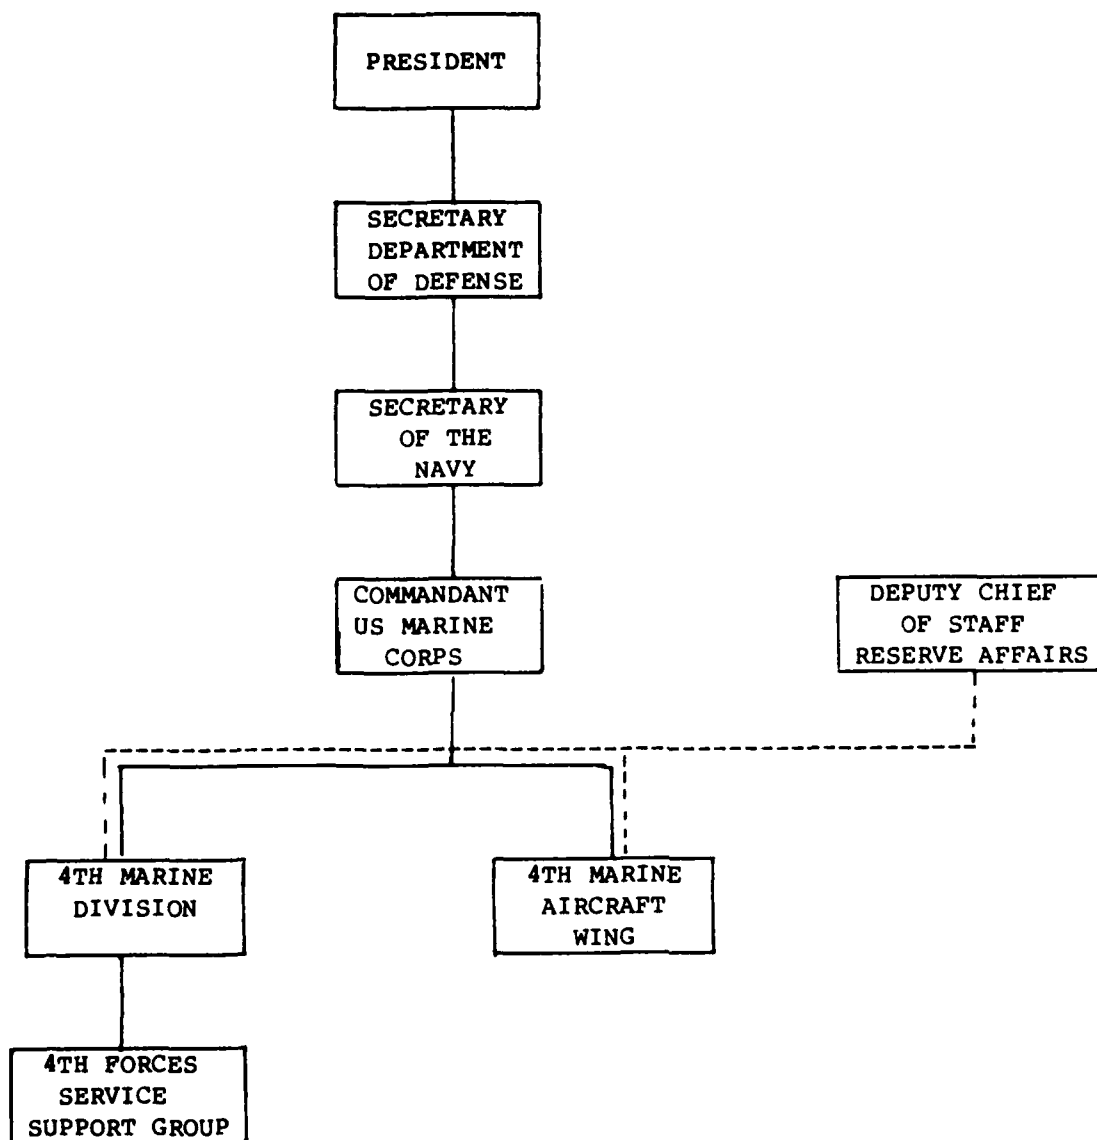 PRESIDENT
SECRETARY
DEPARTMENT
OF DEFENSE
SECRETARY
OF THE
NAVY
COMMANDANT
US MARINE
CORPS
DEPUTY CHIEF
OF STAFF
RESERVE AFFAIRS
4TH MARINE
DIVISION
4TH MARINE
AIRCRAFT
WING
4TH FORCES
SERVICE
SUPPORT GROUP